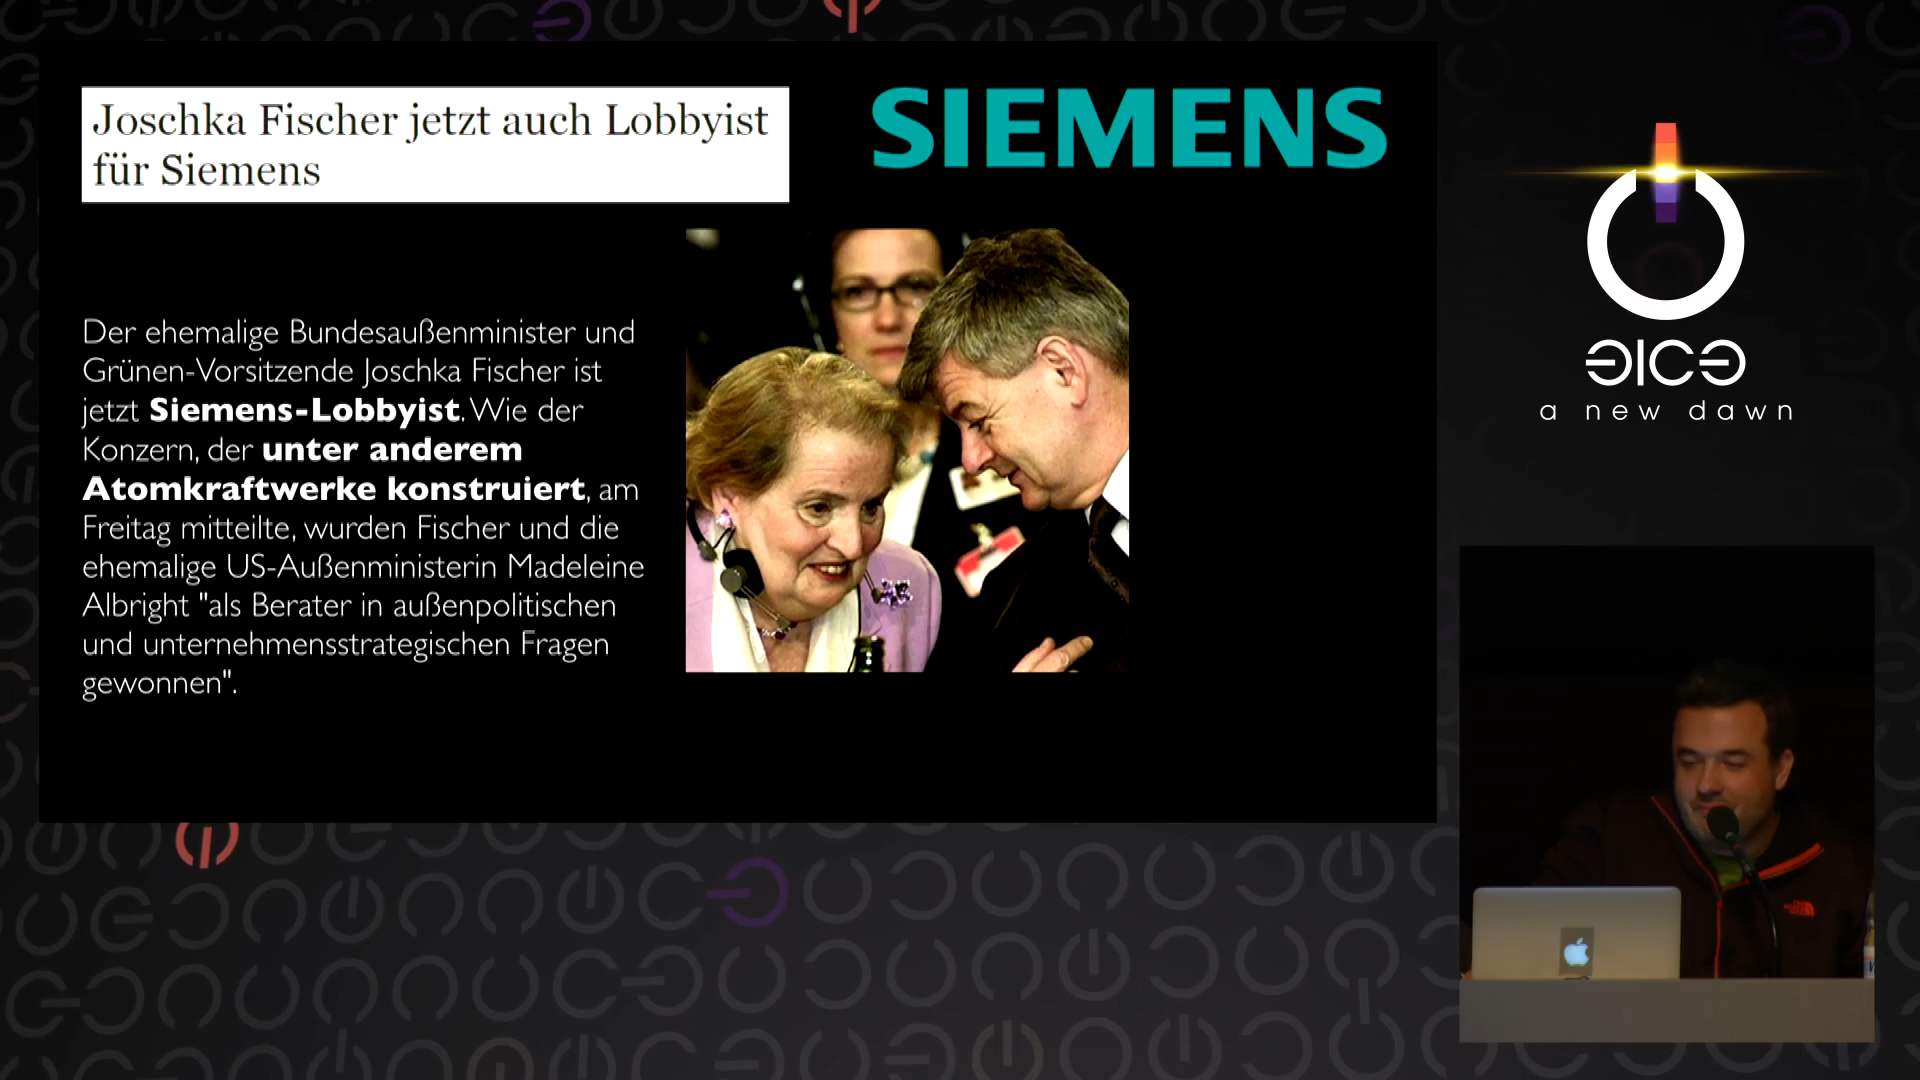 Joschka Fischer jetzt auch Lobbyist
für Siemens
SIEMENS
Der ehemalige Bundesaußenminister und
Grünen-Vorsitzende Joschka Fischer ist
jetzt Siemens-Lobbyist. Wie der
Konzern, der unter anderem
Atomkraftwerke konstruiert, am
Freitag mitteilte, wurden Fischer und die
ehemalige US-Außenministerin Madeleine
Albright "als Berater in außenpolitischen
und unternehmensstrategischen Fragen
gewonnen".
a new dawn